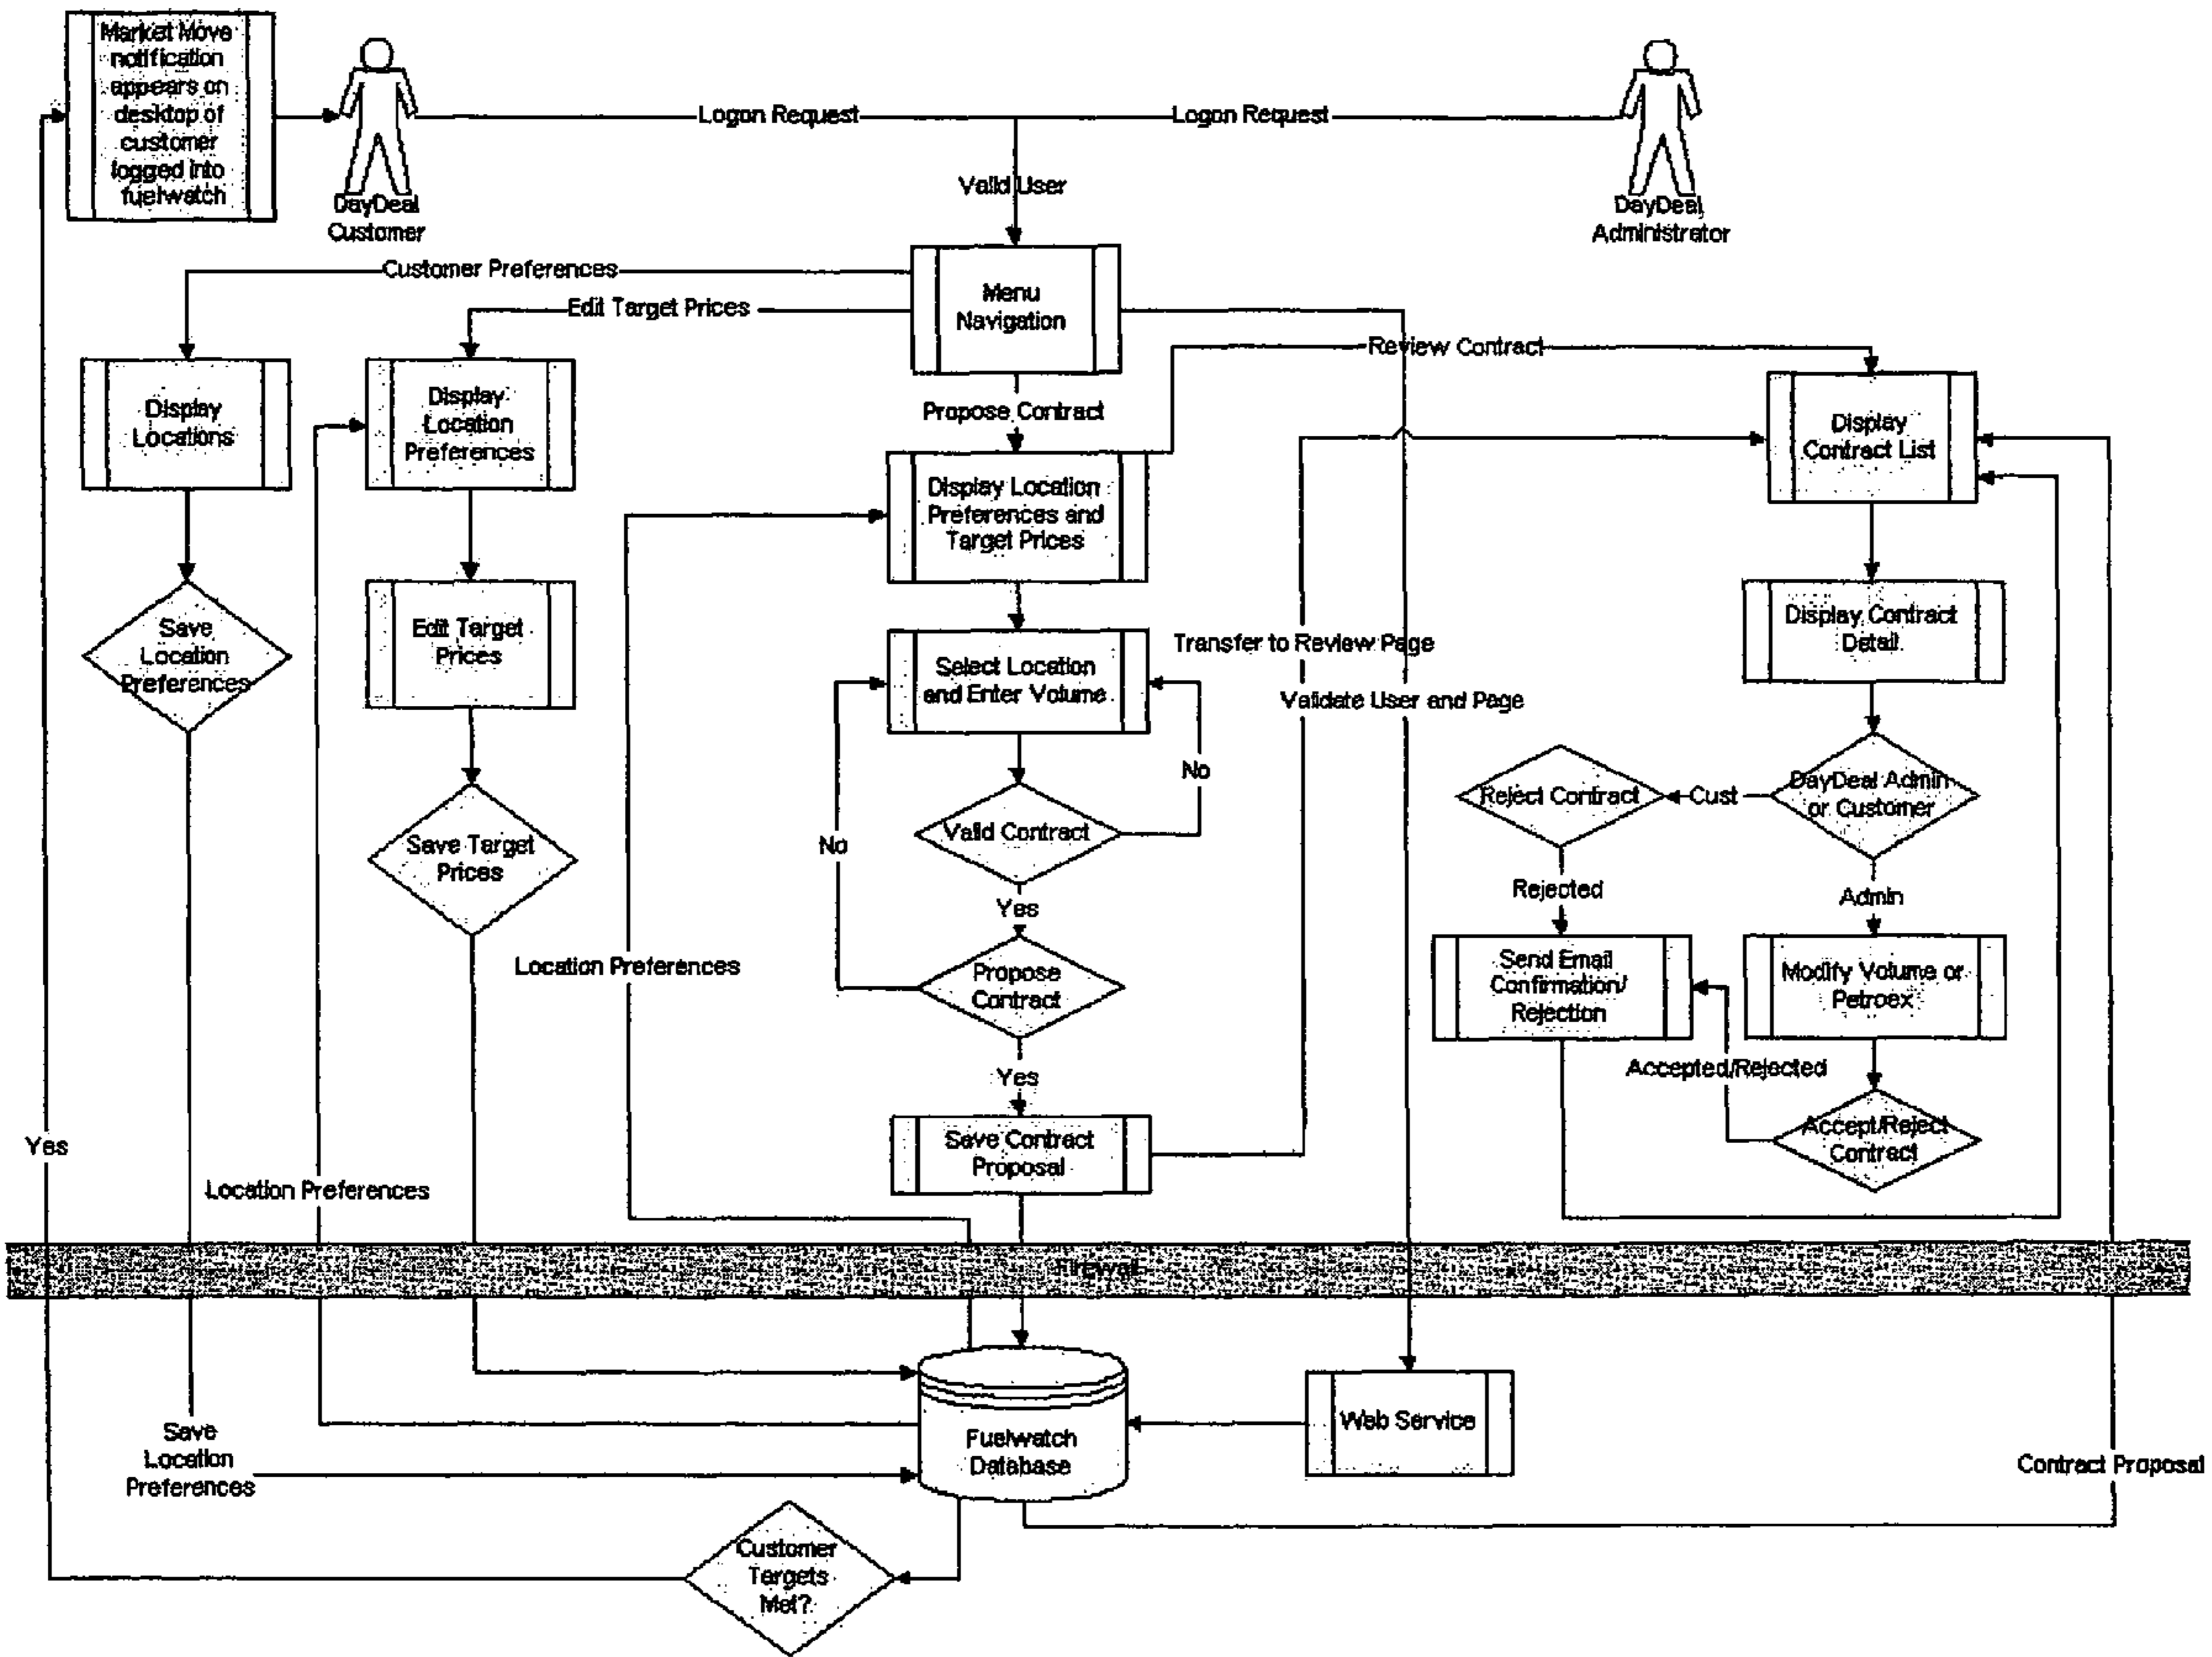 Market Move
notification
appears on
desktop of
customer
logged into
fuelwatch
DayDeal
Customer
Logon Request
Logon Request
DayDeal
Administrator
Valid User
Customer Preferences
Edit Target Prices
Menu
Navigation
Review Contract
Propose Contract
Display
Locations
Display
Location
Preferences
Display Location
Preferences and
Target Prices
Display
Contract List
Save
Location
Preferences
Edit Target
Prices
Select Location
and Enter Volume
Transfer to Review Page
Validate User and Page
Display Contract
Detail
No
No
Valid Contract
Yes
Save Target
Prices
Reject Contract
Cust
DayDeal Admin
or Customer
Rejected
Admin
Location Preferences
Propose
Contract
Yes
Send Email
Confirmation/
Rejection
Modify Volume or
Petroex
Accepted/Rejected
Accept/Reject
Contract
Save Contract
Proposal
Yes
Location Preferences
Firewall
Fuelwatch
Database
Web Service
Save
Location
Preferences
Contract Proposal
Customer
Targets
Met?